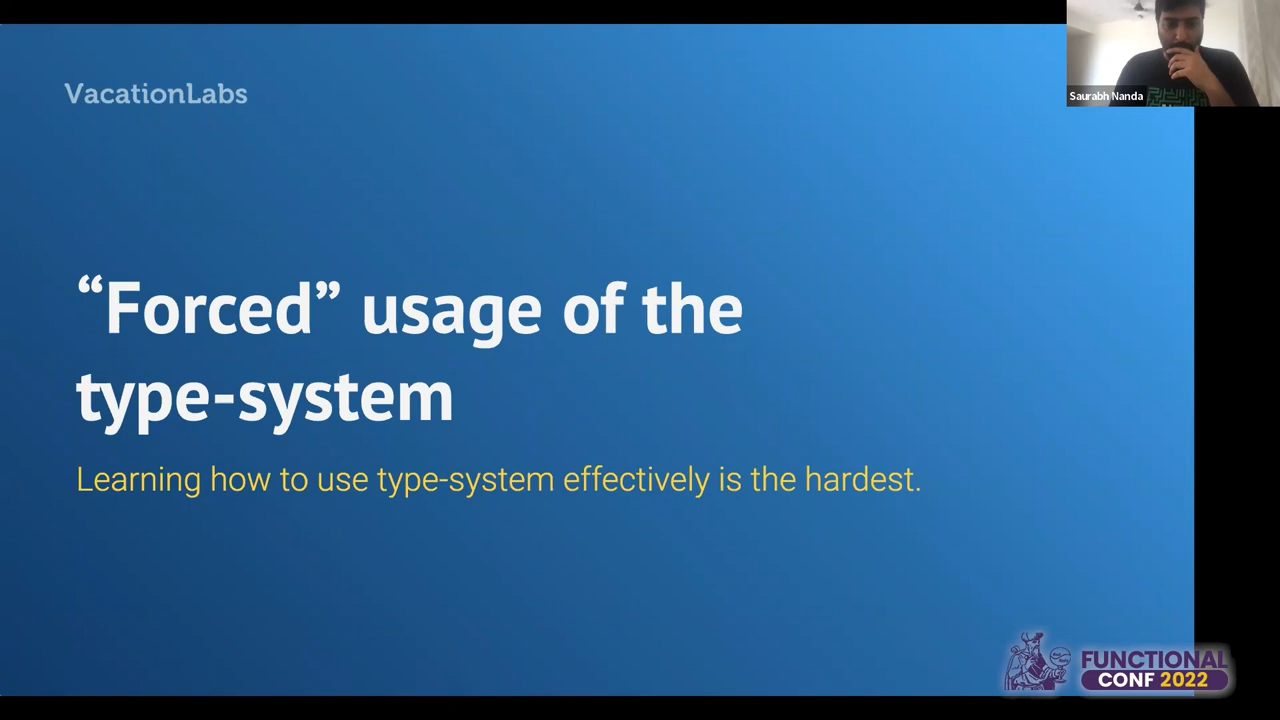 VacationLabs
Saurabh Nanda
“Forced” usage of the
type-system
Learning how to use type-system effectively is the hardest.
FUNCTIONAL
CONF 2022